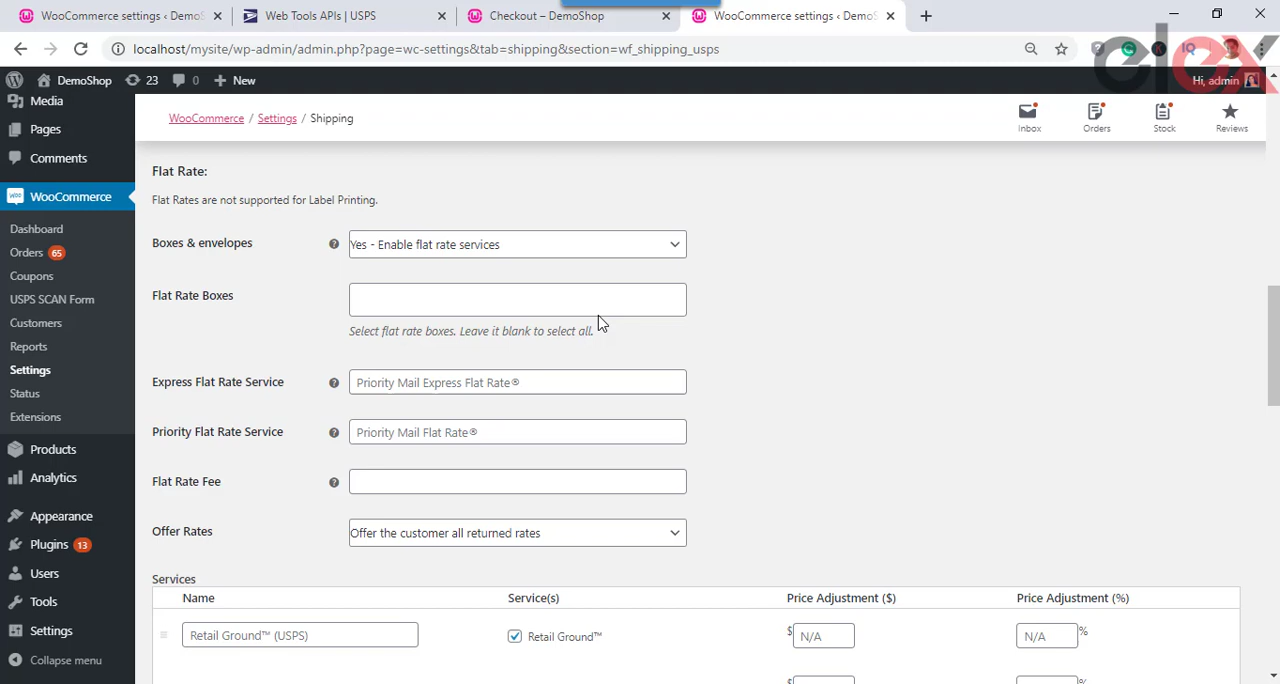 WooCommerce settings ‹ DemoS
Web Tools APIs | USPS
Checkout – DemoShop
WooCommerce settings ‹ DemoS
localhost/mysite/wp-admin/admin.php?page=wc-settings&tab=shipping&section=wf_shipping_usps
elex
DemoShop
23
0
New
Hi, admin
Media
Pages
Comments
WooCommerce
Dashboard
Orders 65
Coupons
USPS SCAN Form
Customers
Reports
Settings
Status
Extensions
Products
Analytics
Appearance
Plugins 13
Users
Tools
Settings
Collapse menu
WooCommerce / Settings / Shipping
Inbox
Orders
Stock
Reviews
Flat Rate:
Flat Rates are not supported for Label Printing.
Boxes & envelopes
Yes - Enable flat rate services
Flat Rate Boxes
Select flat rate boxes. Leave it blank to select all.
Express Flat Rate Service
Priority Mail Express Flat Rate®
Priority Flat Rate Service
Priority Mail Flat Rate®
Flat Rate Fee
Offer Rates
Offer the customer all returned rates
Services
Name Service(s) Price Adjustment ($) Price Adjustment (%)
Retail Ground™ (USPS) Retail Ground™ $ N/A N/A %
$ %